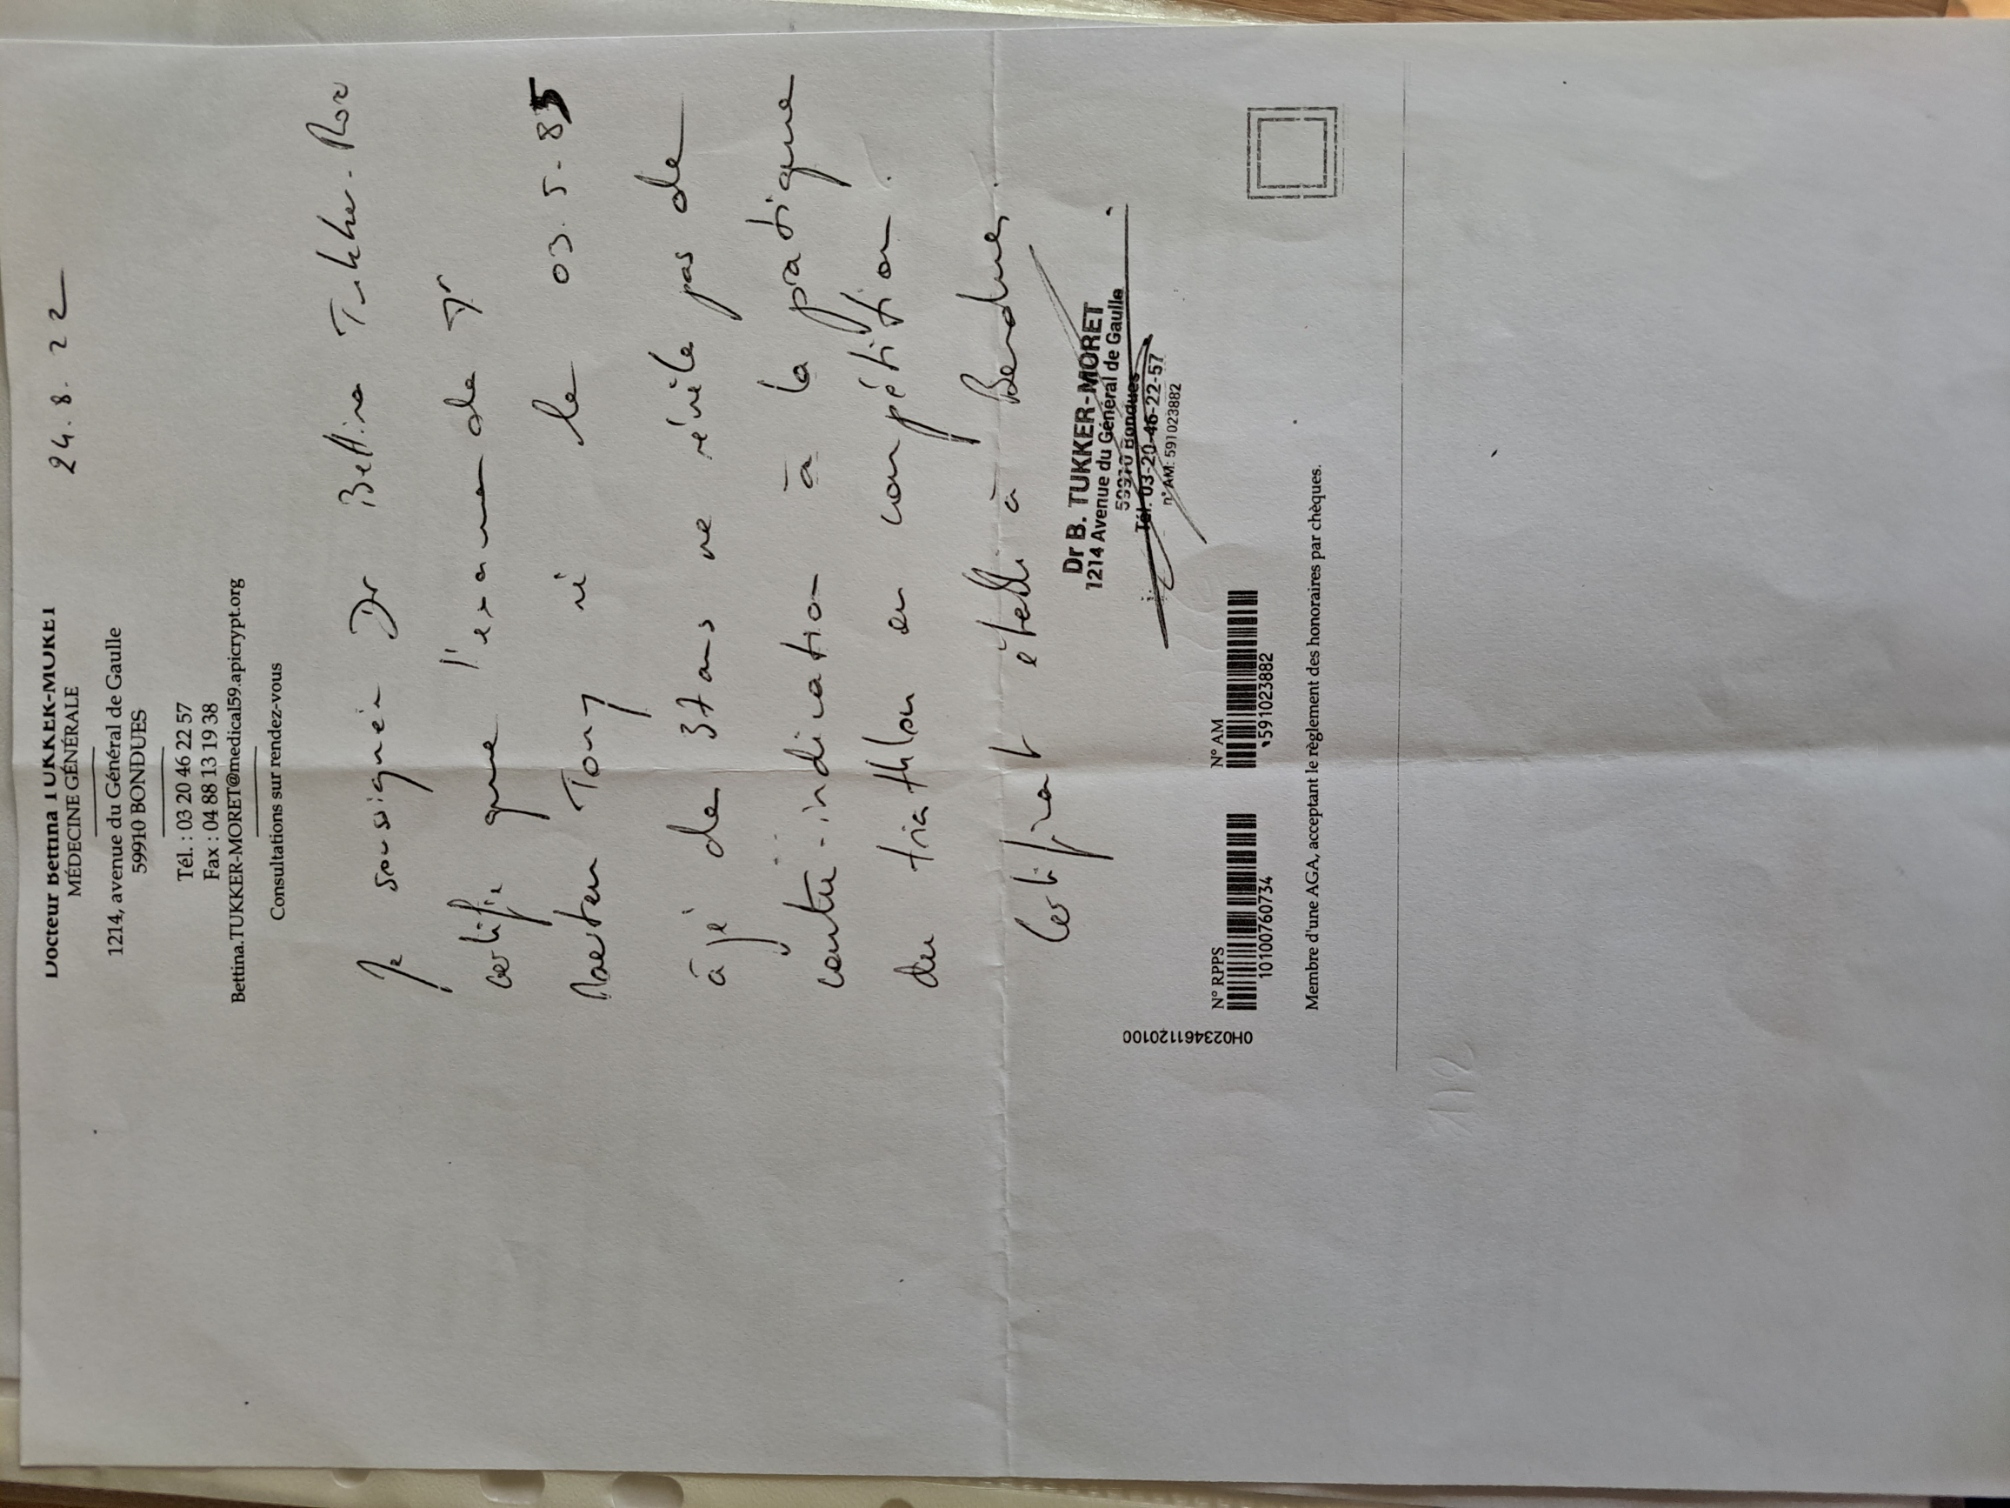 Docteur Bettina TUKKER-MORET
MÉDECINE GÉNÉRALE
24.8.22
1214, avenue du Général de Gaulle
59910 BONDUES
Tél. : 03 20 46 22 57
Fax : 04 88 13 19 38
Bettina.TUKKER-MORET@medical59.apicrypt.org
Consultations sur rendez-vous
Je soussignée Dr Bettina Tukker-
certifie que l'examen de Mr
Tony né le 03.5.85
âgé de 37 ans ne révèle pas de
contre-indication à la pratique
du triathlon en compétition.
Certificat établi à Bondues.
Dr B. TUKKER-MORET
1214 Avenue du Général de Gaulle
59910 Bondues
Tél. 03-20-46-22-57
n° AM: 591023882
0H023461120100
N° RPPS N° AM
10100760734 591023882
Membre d'une AGA, acceptant le règlement des honoraires par chèques.